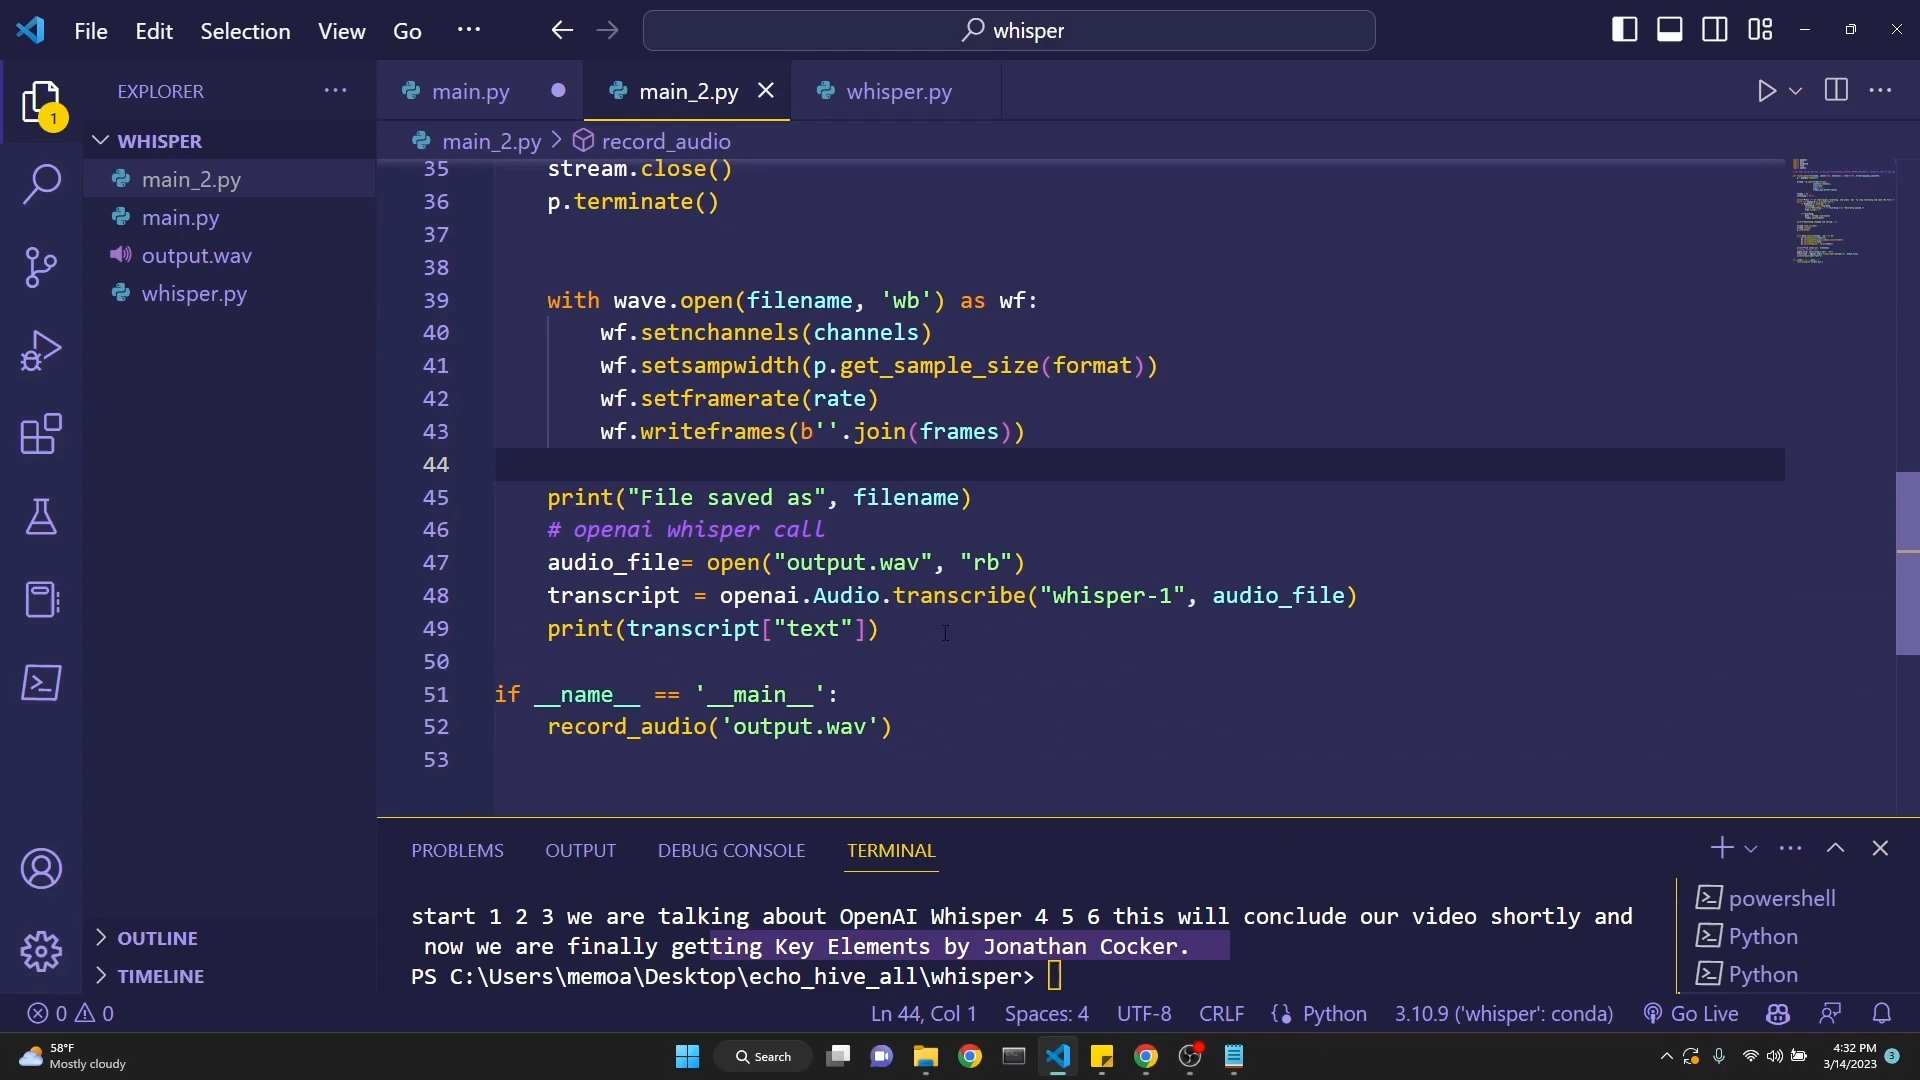 File Edit Selection View Go ··· whisper
EXPLORER ···
1
WHISPER
main_2.py
main.py
output.wav
whisper.py
OUTLINE
TIMELINE
main.py main_2.py whisper.py
main_2.py > record_audio
35 stream.close()
36 p.terminate()
37
38
39 with wave.open(filename, 'wb') as wf:
40 wf.setnchannels(channels)
41 wf.setsampwidth(p.get_sample_size(format))
42 wf.setframerate(rate)
43 wf.writeframes(b''.join(frames))
44
45 print("File saved as", filename)
46 # openai whisper call
47 audio_file= open("output.wav", "rb")
48 transcript = openai.Audio.transcribe("whisper-1", audio_file)
49 print(transcript["text"])
50
51 if __name__ == '__main__':
52 record_audio('output.wav')
53
PROBLEMS OUTPUT DEBUG CONSOLE TERMINAL
start 1 2 3 we are talking about OpenAI Whisper 4 5 6 this will conclude our video shortly and
now we are finally getting Key Elements by Jonathan Cocker.
PS C:\Users\memoa\Desktop\echo_hive_all\whisper>
powershell
Python
Python
0 0 Ln 44, Col 1 Spaces: 4 UTF-8 CRLF Python 3.10.9 ('whisper': conda) Go Live
58°F
Mostly cloudy
Search
4:32 PM
3/14/2023
3